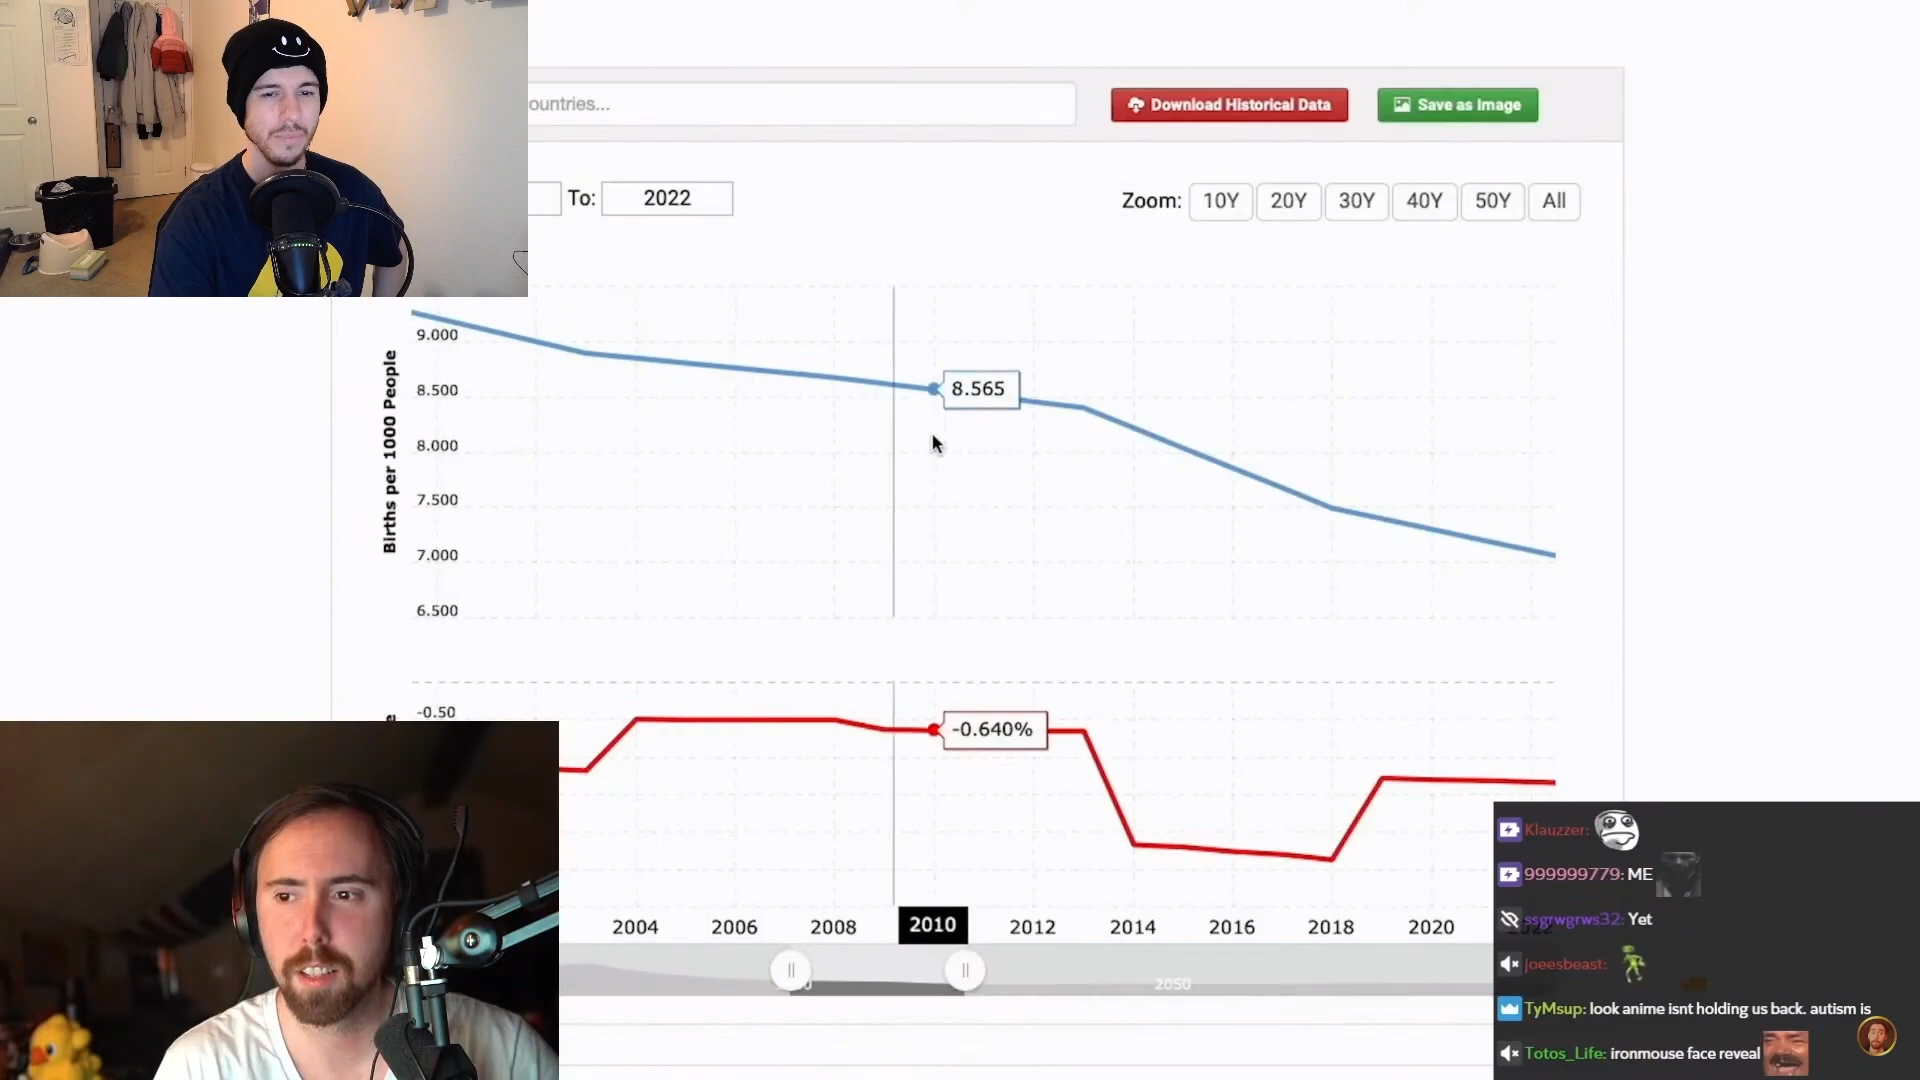 ountries...
Download Historical Data
Save as Image
To:
2022
Zoom:
10Y
20Y
30Y
40Y
50Y
All
Births per 1000 People
9.000
8.500
8.000
7.500
7.000
6.500
8.565
-0.50
-0.640%
2004
2006
2008
2010
2012
2014
2016
2018
2020
2050
Klauzzer:
999999779: ME
ssgrwgrws32: Yet
Joeesbeast:
TyMsup: look anime isnt holding us back. autism is
Totos_Life: ironmouse face reveal